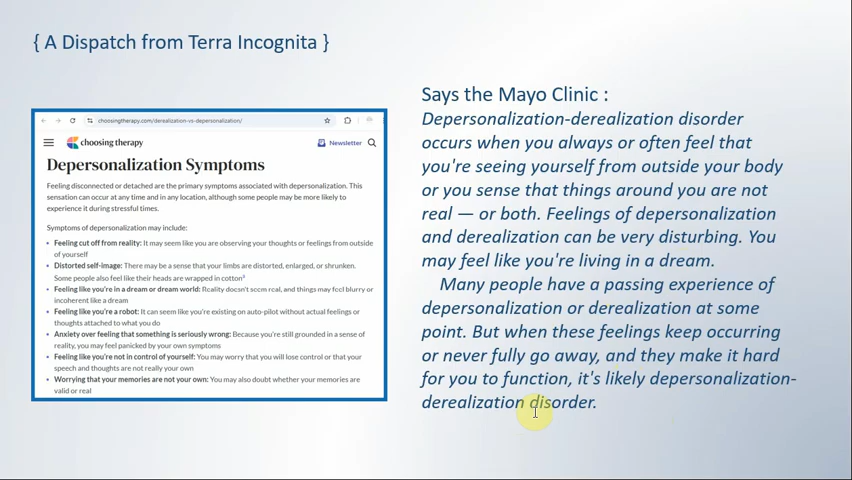 { A Dispatch from Terra Incognita }
choosingtherapy.com/derealization-vs-depersonalization/
choosing therapy
Newsletter
Depersonalization Symptoms
Feeling disconnected or detached are the primary symptoms associated with depersonalization. This
sensation can occur at any time and in any location, although some people may be more likely to
experience it during stressful times.
Symptoms of depersonalization may include:
• Feeling cut off from reality: It may seem like you are observing your thoughts or feelings from outside
of yourself
• Distorted self-image: There may be a sense that your limbs are distorted, enlarged, or shrunken.
Some people also feel like their heads are wrapped in cotton³
• Feeling like you're in a dream or dream world: Reality doesn't seem real, and things may feel blurry or
incoherent like a dream
• Feeling like you're a robot: It can seem like you're existing on auto-pilot without actual feelings or
thoughts attached to what you do
• Anxiety over feeling that something is seriously wrong: Because you're still grounded in a sense of
reality, you may feel panicked by your own symptoms
• Feeling like you're not in control of yourself: You may worry that you will lose control or that your
speech and thoughts are not really your own
• Worrying that your memories are not your own: You may also doubt whether your memories are
valid or real
Says the Mayo Clinic :
Depersonalization-derealization disorder
occurs when you always or often feel that
you're seeing yourself from outside your body
or you sense that things around you are not
real — or both. Feelings of depersonalization
and derealization can be very disturbing. You
may feel like you're living in a dream.
Many people have a passing experience of
depersonalization or derealization at some
point. But when these feelings keep occurring
or never fully go away, and they make it hard
for you to function, it's likely depersonalization-
derealization disorder.